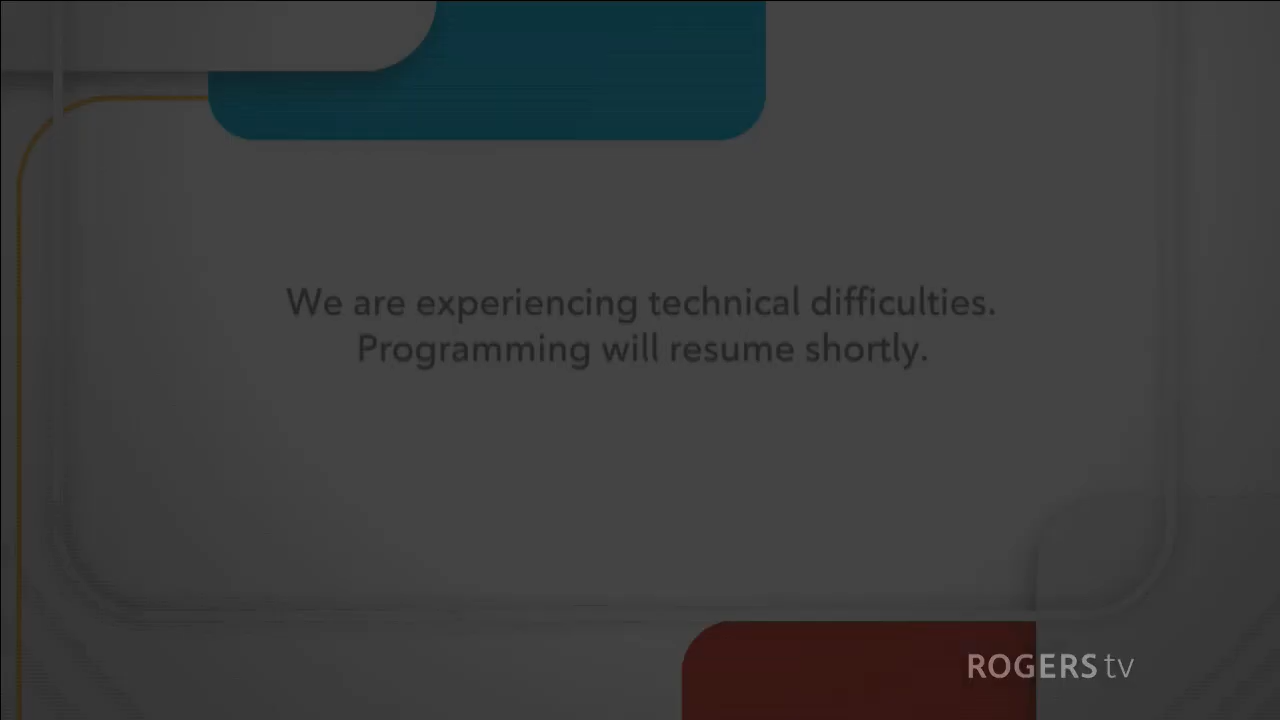 We are experiencing technical difficulties.
Programming will resume shortly.
ROGERS tv